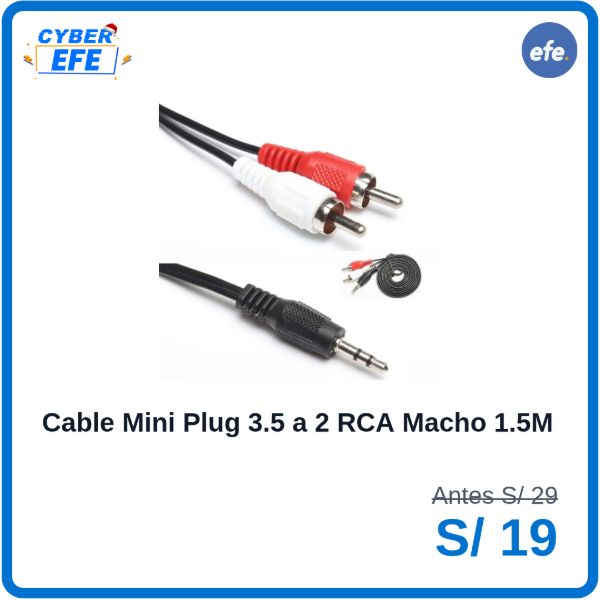 CYBER
EFE
efe.
Cable Mini Plug 3.5 a 2 RCA Macho 1.5M
Antes S/ 29
S/ 19